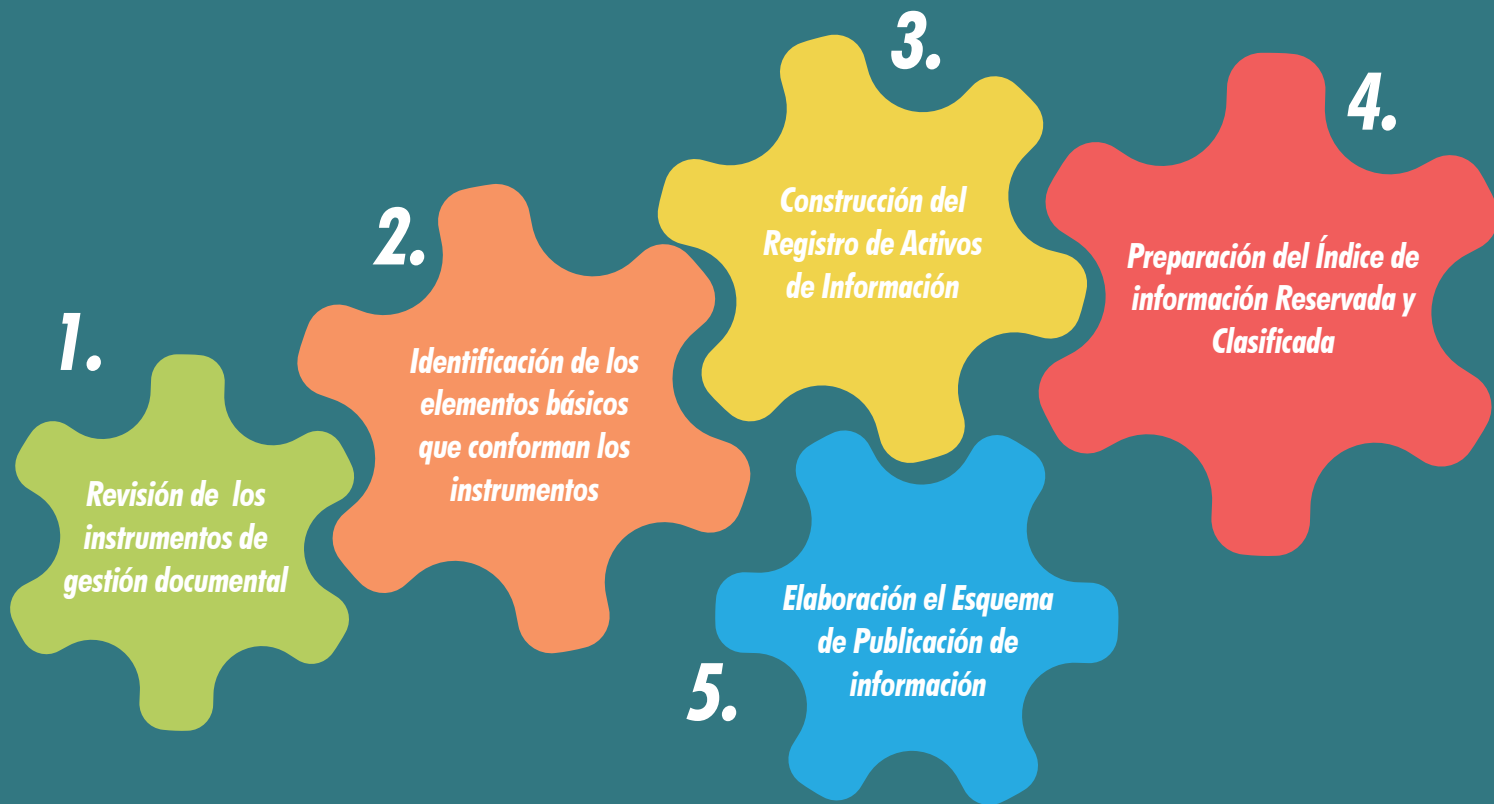 1.
Revisión de los
instrumentos de
gestión documental
2.
Identificación de los
elementos básicos
que conforman los
instrumentos
3.
Construcción del
Registro de Activos
de Información
4.
Preparación del Índice de
información Reservada y
Clasificada
5.
Elaboración el Esquema
de Publicación de
información